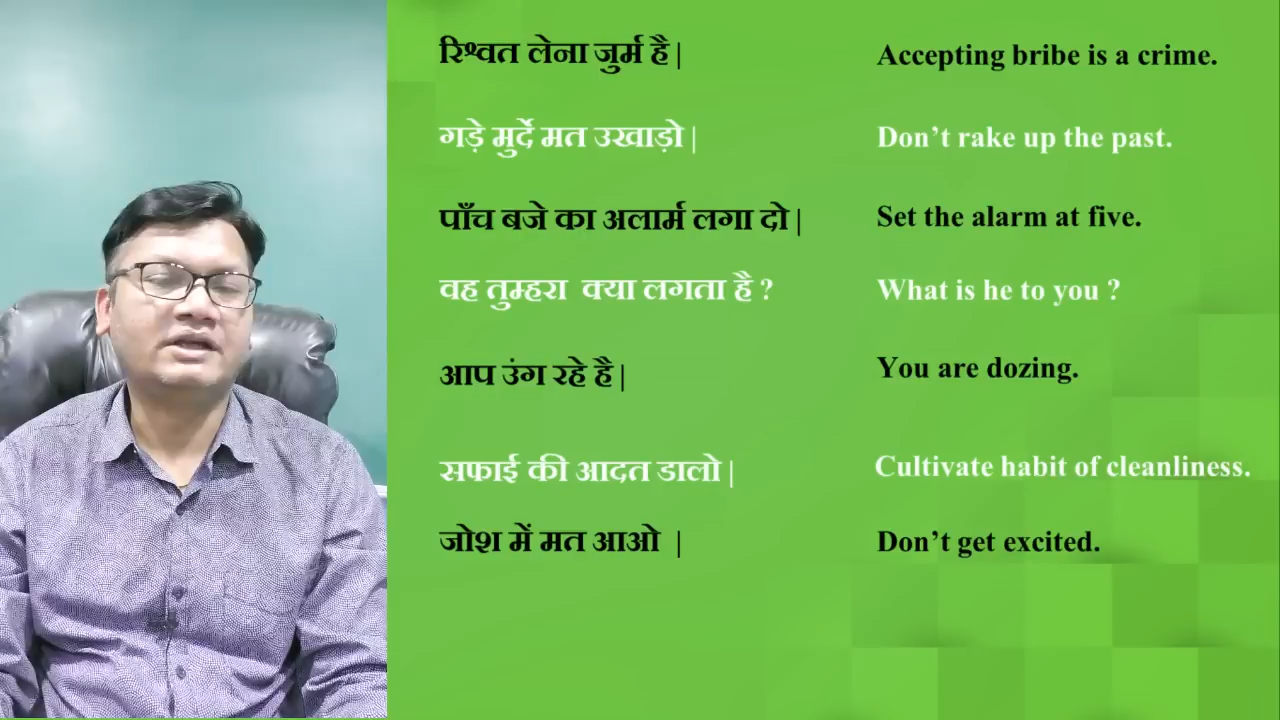 रिश्वत लेना जुर्म है | Accepting bribe is a crime.
गड़े मुर्दे मत उखाड़ो | Don't rake up the past.
पाँच बजे का अलार्म लगा दो | Set the alarm at five.
वह तुम्हरा क्या लगता है ? What is he to you ?
आप उंग रहे है | You are dozing.
सफाई की आदत डालो | Cultivate habit of cleanliness.
जोश में मत आओ | Don't get excited.